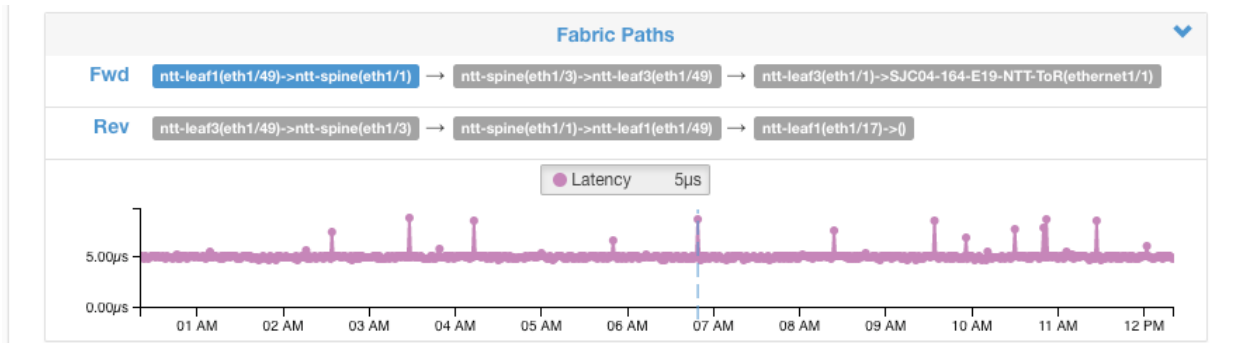 Fabric Paths
Fwd ntt-leaf1(eth1/49)->ntt-spine(eth1/1) → ntt-spine(eth1/3)->ntt-leaf3(eth1/49) → ntt-leaf3(eth1/1)->SJC04-164-E19-NTT-ToR(ethernet1/1)
Rev ntt-leaf3(eth1/49)->ntt-spine(eth1/3) → ntt-spine(eth1/1)->ntt-leaf1(eth1/49) → ntt-leaf1(eth1/17)->()
Latency 5µs
5.00µs
0.00µs
01 AM 02 AM 03 AM 04 AM 05 AM 06 AM 07 AM 08 AM 09 AM 10 AM 11 AM 12 PM